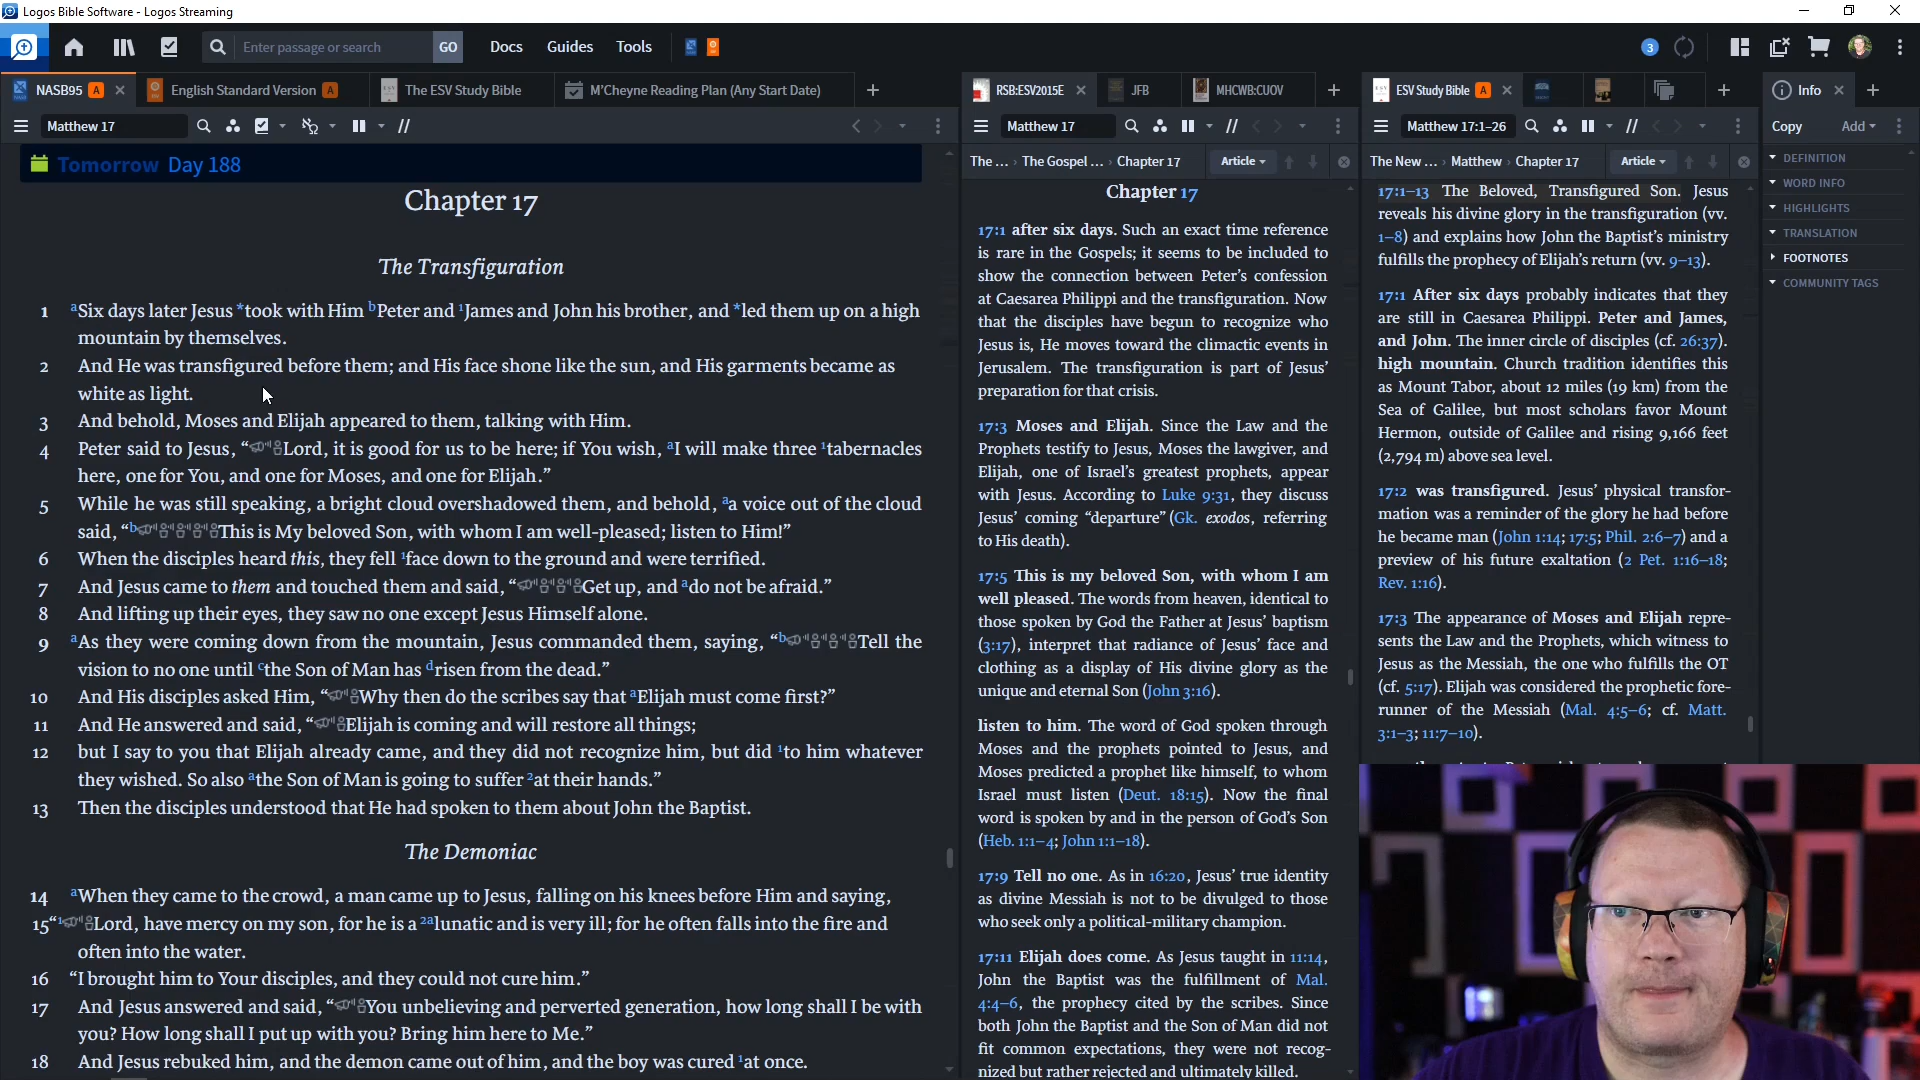 Logos Bible Software - Logos Streaming
Enter passage or search GO Docs Guides Tools 3
NASB95 A English Standard Version A The ESV Study Bible M'Cheyne Reading Plan (Any Start Date)
Matthew 17
Tomorrow Day 188
Chapter 17
The Transfiguration
1 aSix days later Jesus *took with Him bPeter and 1James and John his brother, and *led them up on a high
mountain by themselves.
2 And He was transfigured before them; and His face shone like the sun, and His garments became as
white as light.
3 And behold, Moses and Elijah appeared to them, talking with Him.
4 Peter said to Jesus, “Lord, it is good for us to be here; if You wish, aI will make three 1tabernacles
here, one for You, and one for Moses, and one for Elijah.”
5 While he was still speaking, a bright cloud overshadowed them, and behold, aa voice out of the cloud
said, “bThis is My beloved Son, with whom I am well-pleased; listen to Him!”
6 When the disciples heard this, they fell 1face down to the ground and were terrified.
7 And Jesus came to them and touched them and said, “Get up, and ado not be afraid.”
8 And lifting up their eyes, they saw no one except Jesus Himself alone.
9 aAs they were coming down from the mountain, Jesus commanded them, saying, “bTell the
vision to no one until cthe Son of Man has drisen from the dead.”
10 And His disciples asked Him, “Why then do the scribes say that aElijah must come first?”
11 And He answered and said, “Elijah is coming and will restore all things;
12 but I say to you that Elijah already came, and they did not recognize him, but did 1to him whatever
they wished. So also athe Son of Man is going to suffer 2at their hands.”
13 Then the disciples understood that He had spoken to them about John the Baptist.
The Demoniac
14 aWhen they came to the crowd, a man came up to Jesus, falling on his knees before Him and saying,
15 “1Lord, have mercy on my son, for he is a 2alunatic and is very ill; for he often falls into the fire and
often into the water.
16 “I brought him to Your disciples, and they could not cure him.”
17 And Jesus answered and said, “You unbelieving and perverted generation, how long shall I be with
you? How long shall I put up with you? Bring him here to Me.”
18 And Jesus rebuked him, and the demon came out of him, and the boy was cured 1at once.
RSB:ESV2015E JFB MHCWB:CUOV
Matthew 17
The ... › The Gospel ... › Chapter 17 Article
Chapter 17
17:1 after six days. Such an exact time reference
is rare in the Gospels; it seems to be included to
show the connection between Peter's confession
at Caesarea Philippi and the transfiguration. Now
that the disciples have begun to recognize who
Jesus is, He moves toward the climactic events in
Jerusalem. The transfiguration is part of Jesus'
preparation for that crisis.
17:3 Moses and Elijah. Since the Law and the
Prophets testify to Jesus, Moses the lawgiver, and
Elijah, one of Israel's greatest prophets, appear
with Jesus. According to Luke 9:31, they discuss
Jesus' coming “departure” (Gk. exodos, referring
to His death).
17:5 This is my beloved Son, with whom I am
well pleased. The words from heaven, identical to
those spoken by God the Father at Jesus' baptism
(3:17), interpret that radiance of Jesus' face and
clothing as a display of His divine glory as the
unique and eternal Son (John 3:16).
listen to him. The word of God spoken through
Moses and the prophets pointed to Jesus, and
Moses predicted a prophet like himself, to whom
Israel must listen (Deut. 18:15). Now the final
word is spoken by and in the person of God's Son
(Heb. 1:1–4; John 1:1–18).
17:9 Tell no one. As in 16:20, Jesus' true identity
as divine Messiah is not to be divulged to those
who seek only a political-military champion.
17:11 Elijah does come. As Jesus taught in 11:14,
John the Baptist was the fulfillment of Mal.
4:4–6, the prophecy cited by the scribes. Since
both John the Baptist and the Son of Man did not
fit common expectations, they were not recog-
nized but rather rejected and ultimately killed.
ESV Study Bible A
Matthew 17:1–26
The New ... › Matthew › Chapter 17 Article
17:1–13 The Beloved, Transfigured Son. Jesus
reveals his divine glory in the transfiguration (vv.
1–8) and explains how John the Baptist's ministry
fulfills the prophecy of Elijah's return (vv. 9–13).
17:1 After six days probably indicates that they
are still in Caesarea Philippi. Peter and James,
and John. The inner circle of disciples (cf. 26:37).
high mountain. Church tradition identifies this
as Mount Tabor, about 12 miles (19 km) from the
Sea of Galilee, but most scholars favor Mount
Hermon, outside of Galilee and rising 9,166 feet
(2,794 m) above sea level.
17:2 was transfigured. Jesus' physical transfor-
mation was a reminder of the glory he had before
he became man (John 1:14; 17:5; Phil. 2:6–7) and a
preview of his future exaltation (2 Pet. 1:16–18;
Rev. 1:16).
17:3 The appearance of Moses and Elijah repre-
sents the Law and the Prophets, which witness to
Jesus as the Messiah, the one who fulfills the OT
(cf. 5:17). Elijah was considered the prophetic fore-
runner of the Messiah (Mal. 4:5–6; cf. Matt.
3:1–3; 11:7–10).
Info
Copy Add
DEFINITION
WORD INFO
HIGHLIGHTS
TRANSLATION
FOOTNOTES
COMMUNITY TAGS